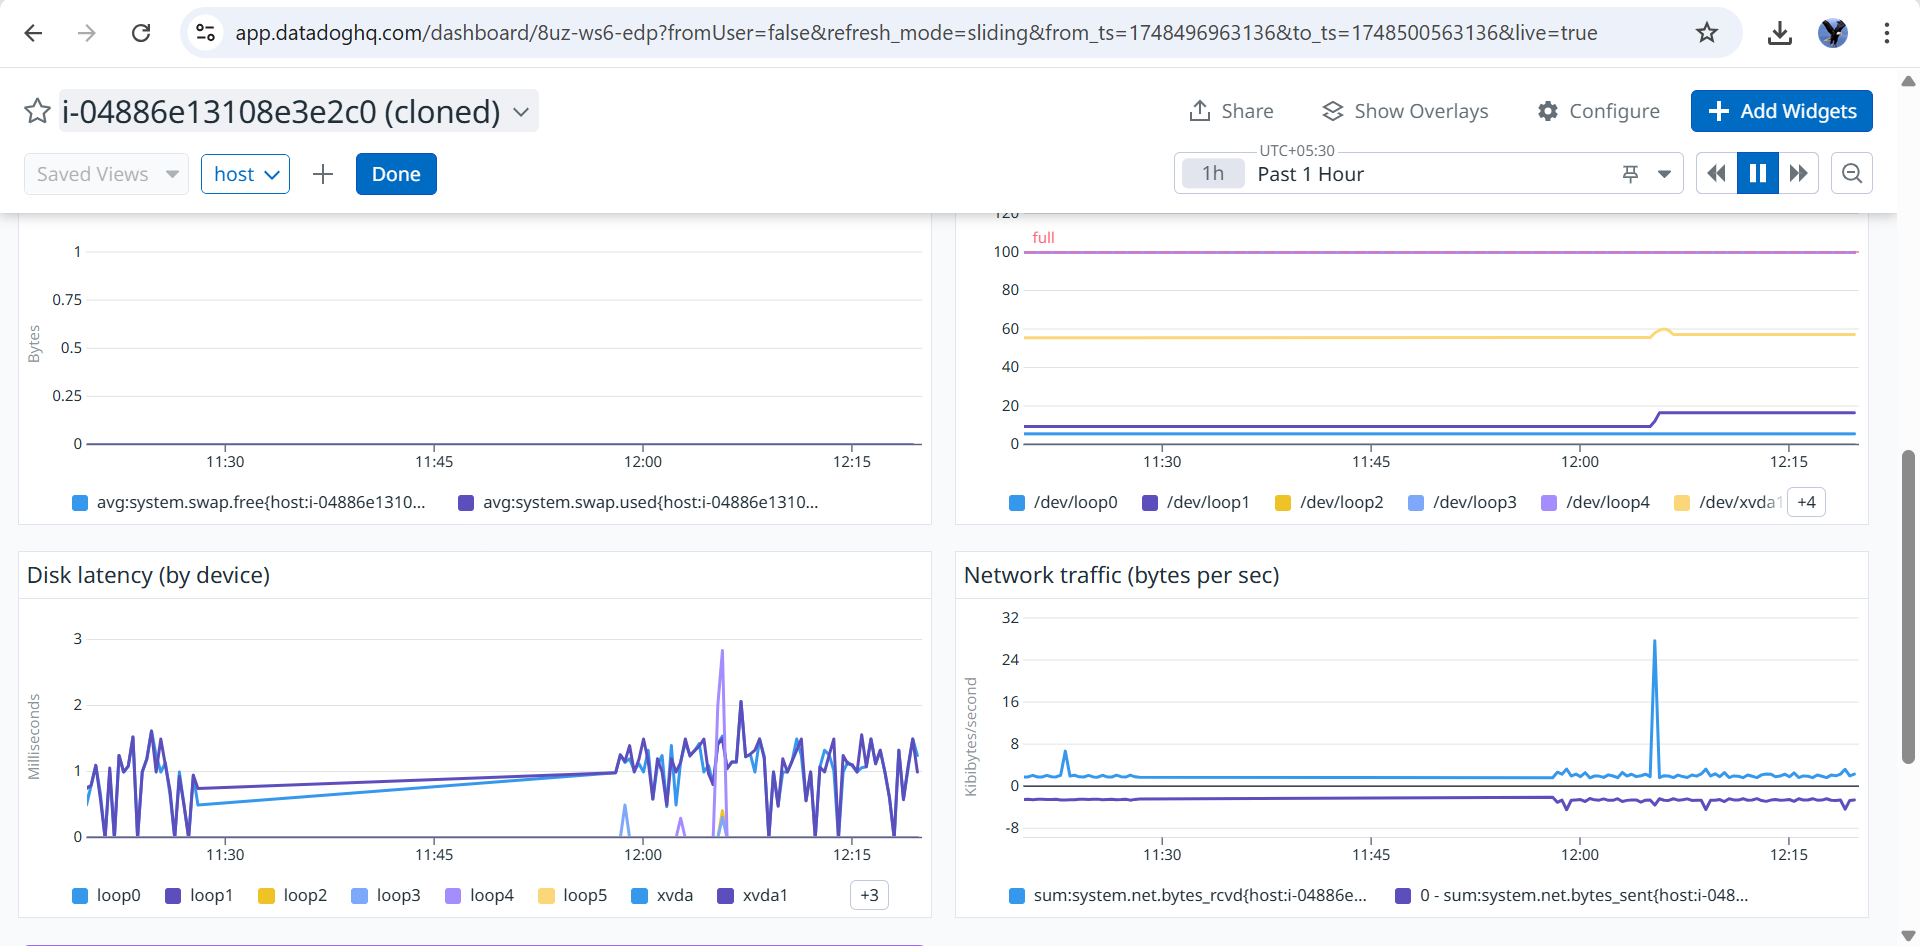 app.datadoghq.com/dashboard/8uz-ws6-edp?fromUser=false&refresh_mode=sliding&from_ts=1748496963136&to_ts=1748500563136&live=true
i-04886e13108e3e2c0 (cloned)
Share
Show Overlays
Configure
Add Widgets
Saved Views
host
Done
UTC+05:30
1h
Past 1 Hour
1
0.75
0.5
0.25
0
Bytes
11:30
11:45
12:00
12:15
avg:system.swap.free{host:i-04886e1310...
avg:system.swap.used{host:i-04886e1310...
120
full
100
80
60
40
20
0
11:30
11:45
12:00
12:15
/dev/loop0
/dev/loop1
/dev/loop2
/dev/loop3
/dev/loop4
/dev/xvda1
+4
Disk latency (by device)
3
2
1
0
Milliseconds
11:30
11:45
12:00
12:15
loop0
loop1
loop2
loop3
loop4
loop5
xvda
xvda1
+3
Network traffic (bytes per sec)
32
24
16
8
0
-8
Kibibytes/second
11:30
11:45
12:00
12:15
sum:system.net.bytes_rcvd{host:i-04886e...
0 - sum:system.net.bytes_sent{host:i-048...